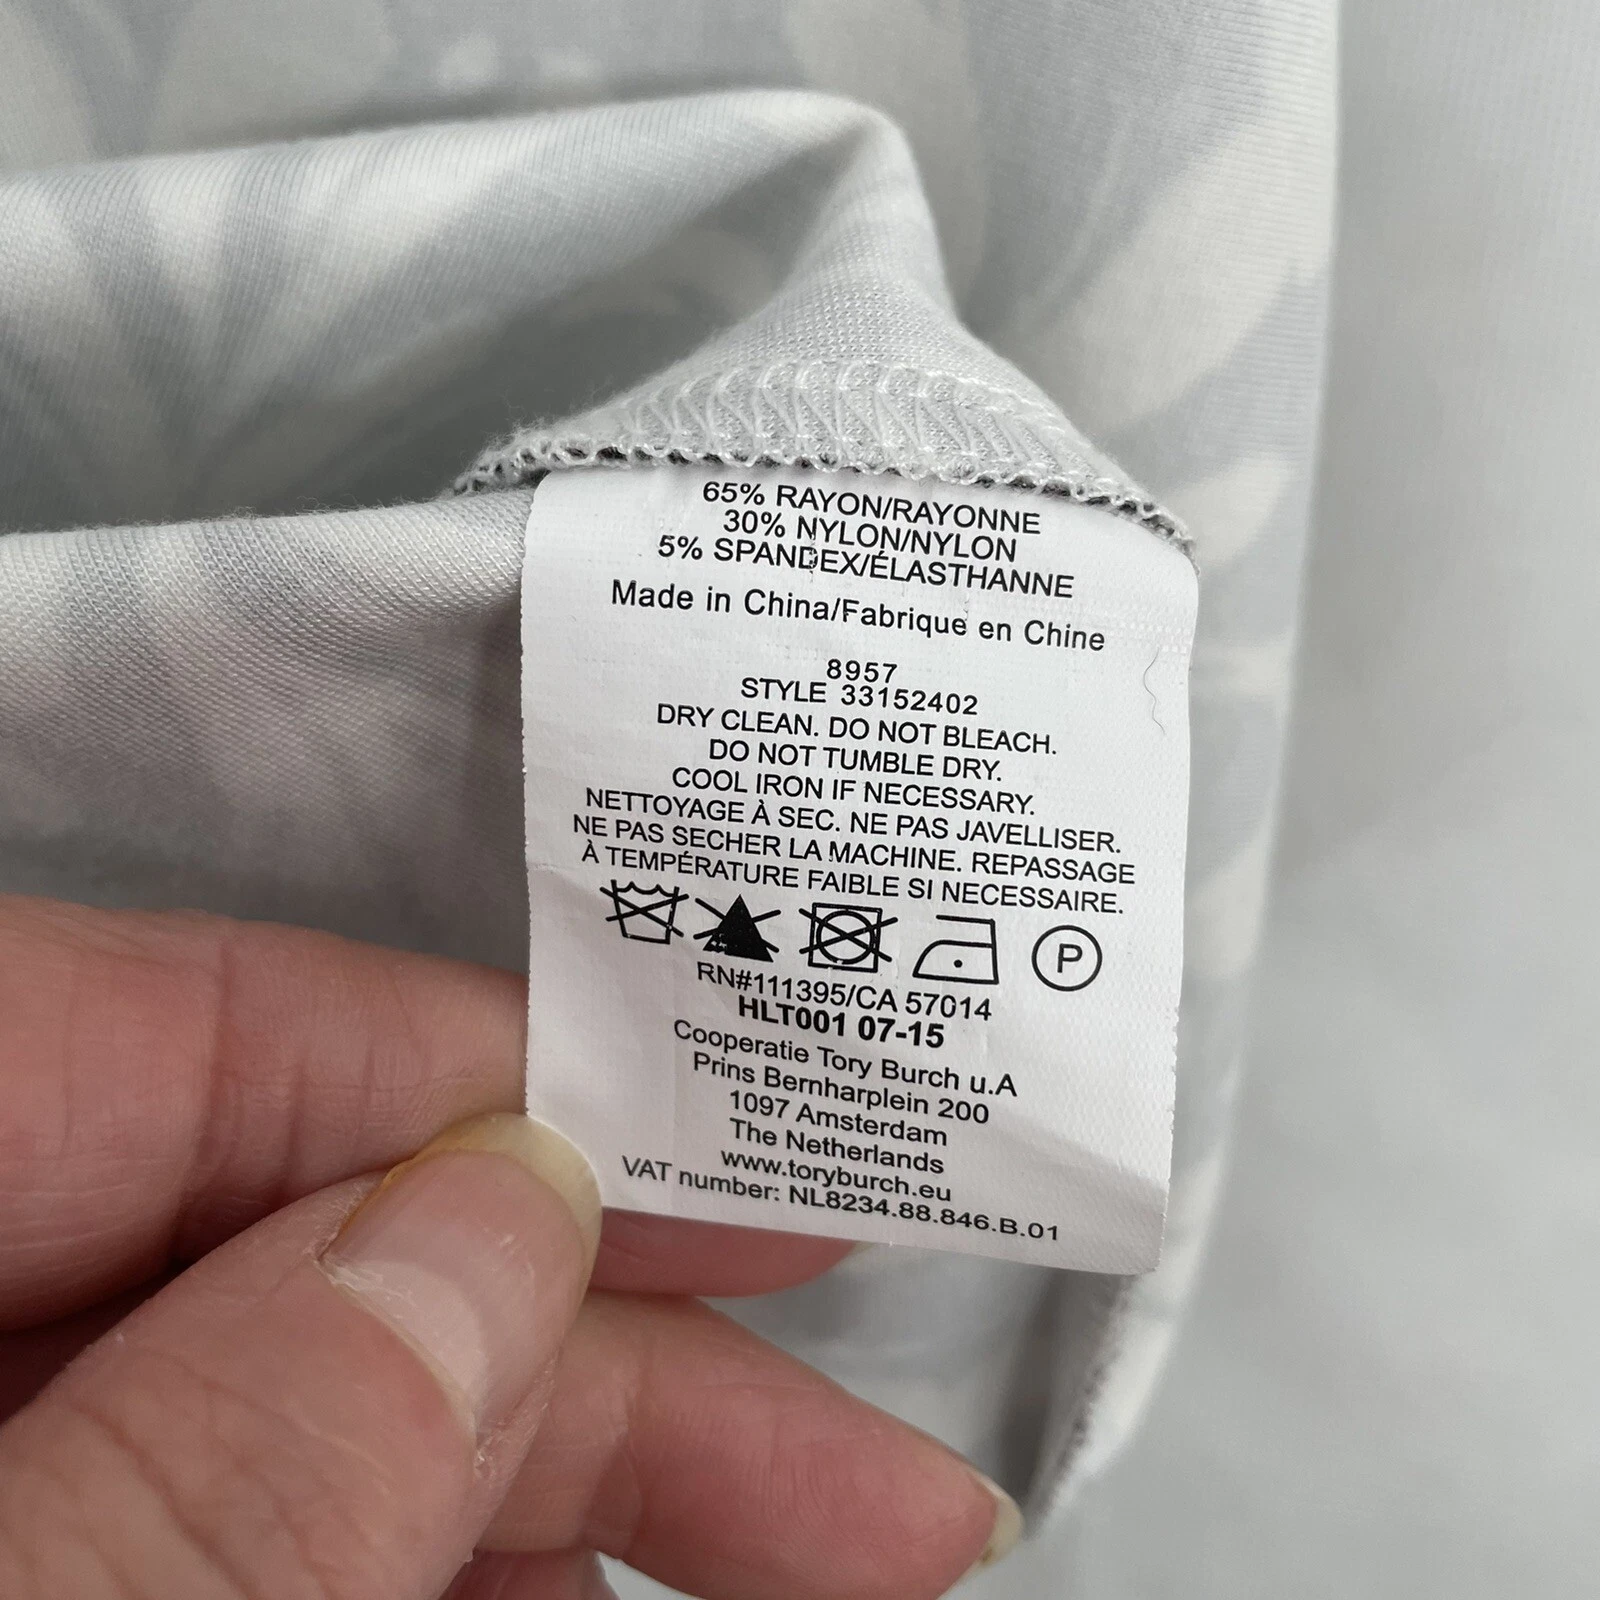 65% RAYON/RAYONNE
30% NYLON/NYLON
5% SPANDEX/ÉLASTHANNE
Made in China/Fabrique en Chine
8957
STYLE 33152402
DRY CLEAN. DO NOT BLEACH.
DO NOT TUMBLE DRY.
COOL IRON IF NECESSARY.
NETTOYAGE À SEC. NE PAS JAVELLISER.
NE PAS SECHER LA MACHINE. REPASSAGE
À TEMPÉRATURE FAIBLE SI NECESSAIRE.
P
RN#111395/CA 57014
HLT001 07-15
Cooperatie Tory Burch u.A
Prins Bernharplein 200
1097 Amsterdam
The Netherlands
www.toryburch.eu
VAT number: NL8234.88.846.B.01